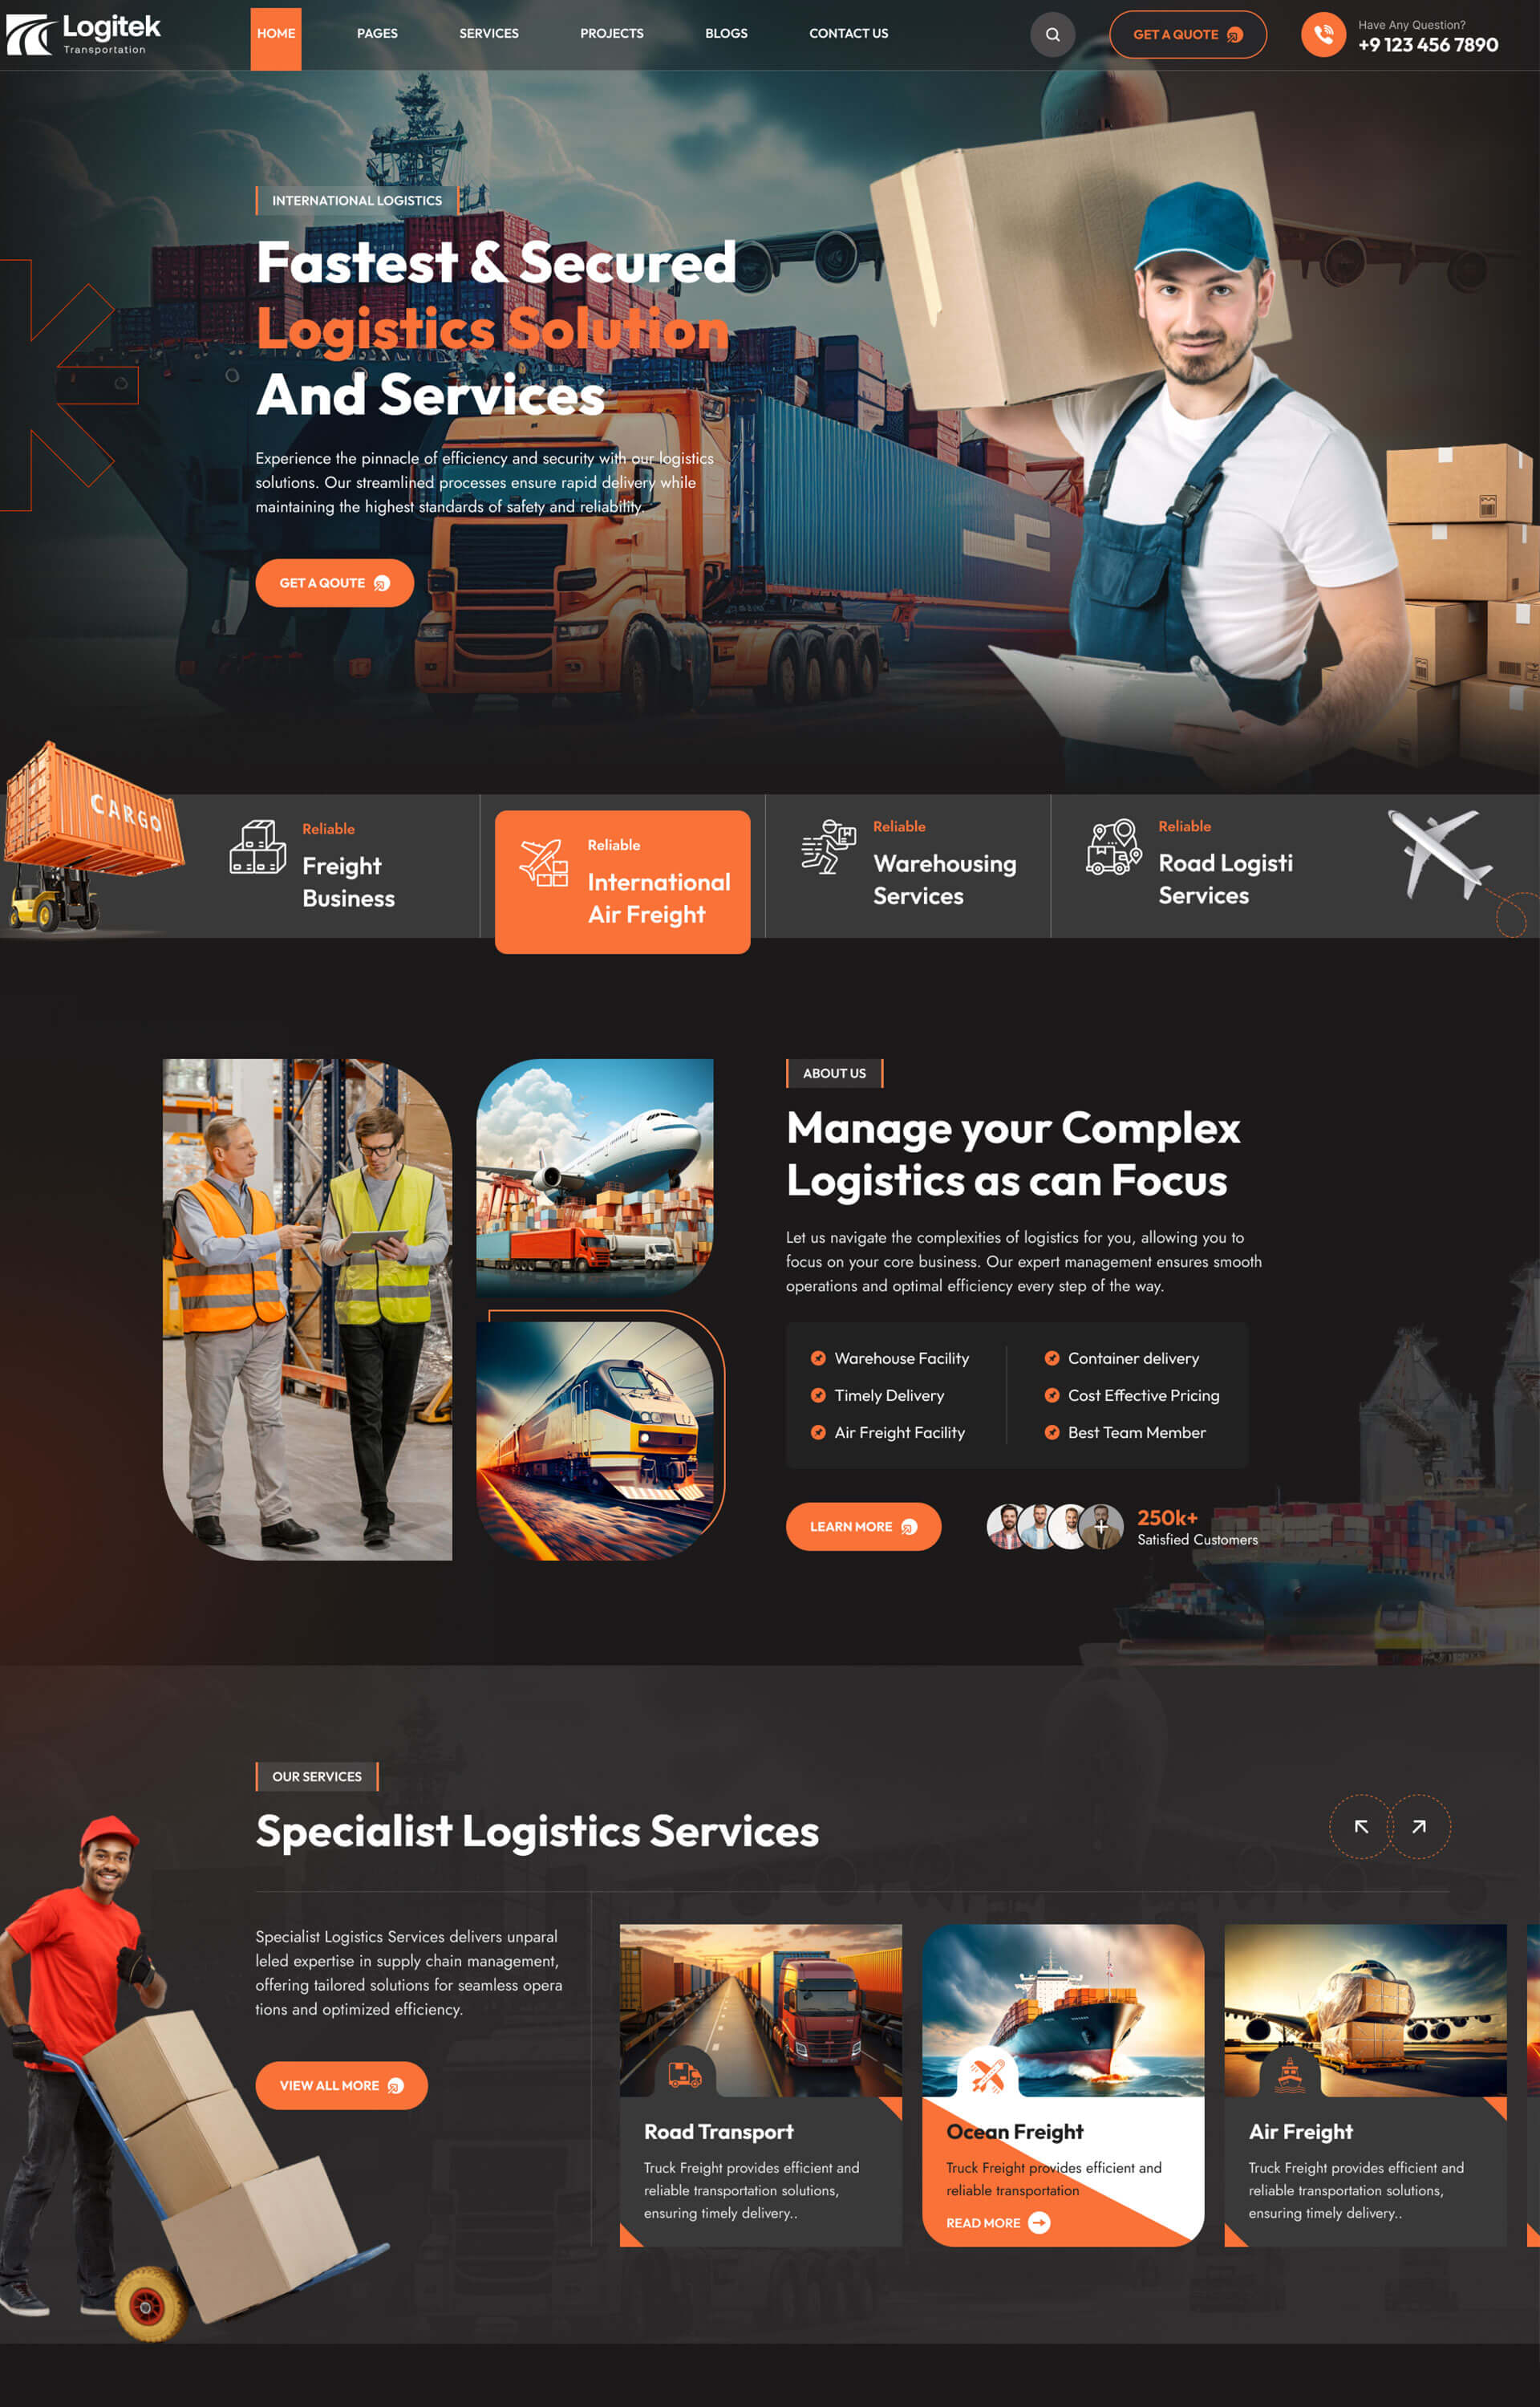 Logitek
Transportation
HOME
PAGES
SERVICES
PROJECTS
BLOGS
CONTACT US
GET A QUOTE
Have Any Question?
+9 123 456 7890
INTERNATIONAL LOGISTICS
Fastest & Secured
Logistics Solution
And Services
Experience the pinnacle of efficiency and security with our logistics
solutions. Our streamlined processes ensure rapid delivery while
maintaining the highest standards of safety and reliability.
GET A QOUTE
CARGO
Reliable
Freight
Business
Reliable
International
Air Freight
Reliable
Warehousing
Services
Reliable
Road Logisti
Services
ABOUT US
Manage your Complex
Logistics as can Focus
Let us navigate the complexities of logistics for you, allowing you to
focus on your core business. Our expert management ensures smooth
operations and optimal efficiency every step of the way.
Warehouse Facility
Timely Delivery
Air Freight Facility
Container delivery
Cost Effective Pricing
Best Team Member
LEARN MORE
250k+
Satisfied Customers
OUR SERVICES
Specialist Logistics Services
Specialist Logistics Services delivers unparal
leled expertise in supply chain management,
offering tailored solutions for seamless opera
tions and optimized efficiency.
VIEW ALL MORE
Road Transport
Truck Freight provides efficient and
reliable transportation solutions,
ensuring timely delivery..
Ocean Freight
Truck Freight provides efficient and
reliable transportation
READ MORE
Air Freight
Truck Freight provides efficient and
reliable transportation solutions,
ensuring timely delivery..